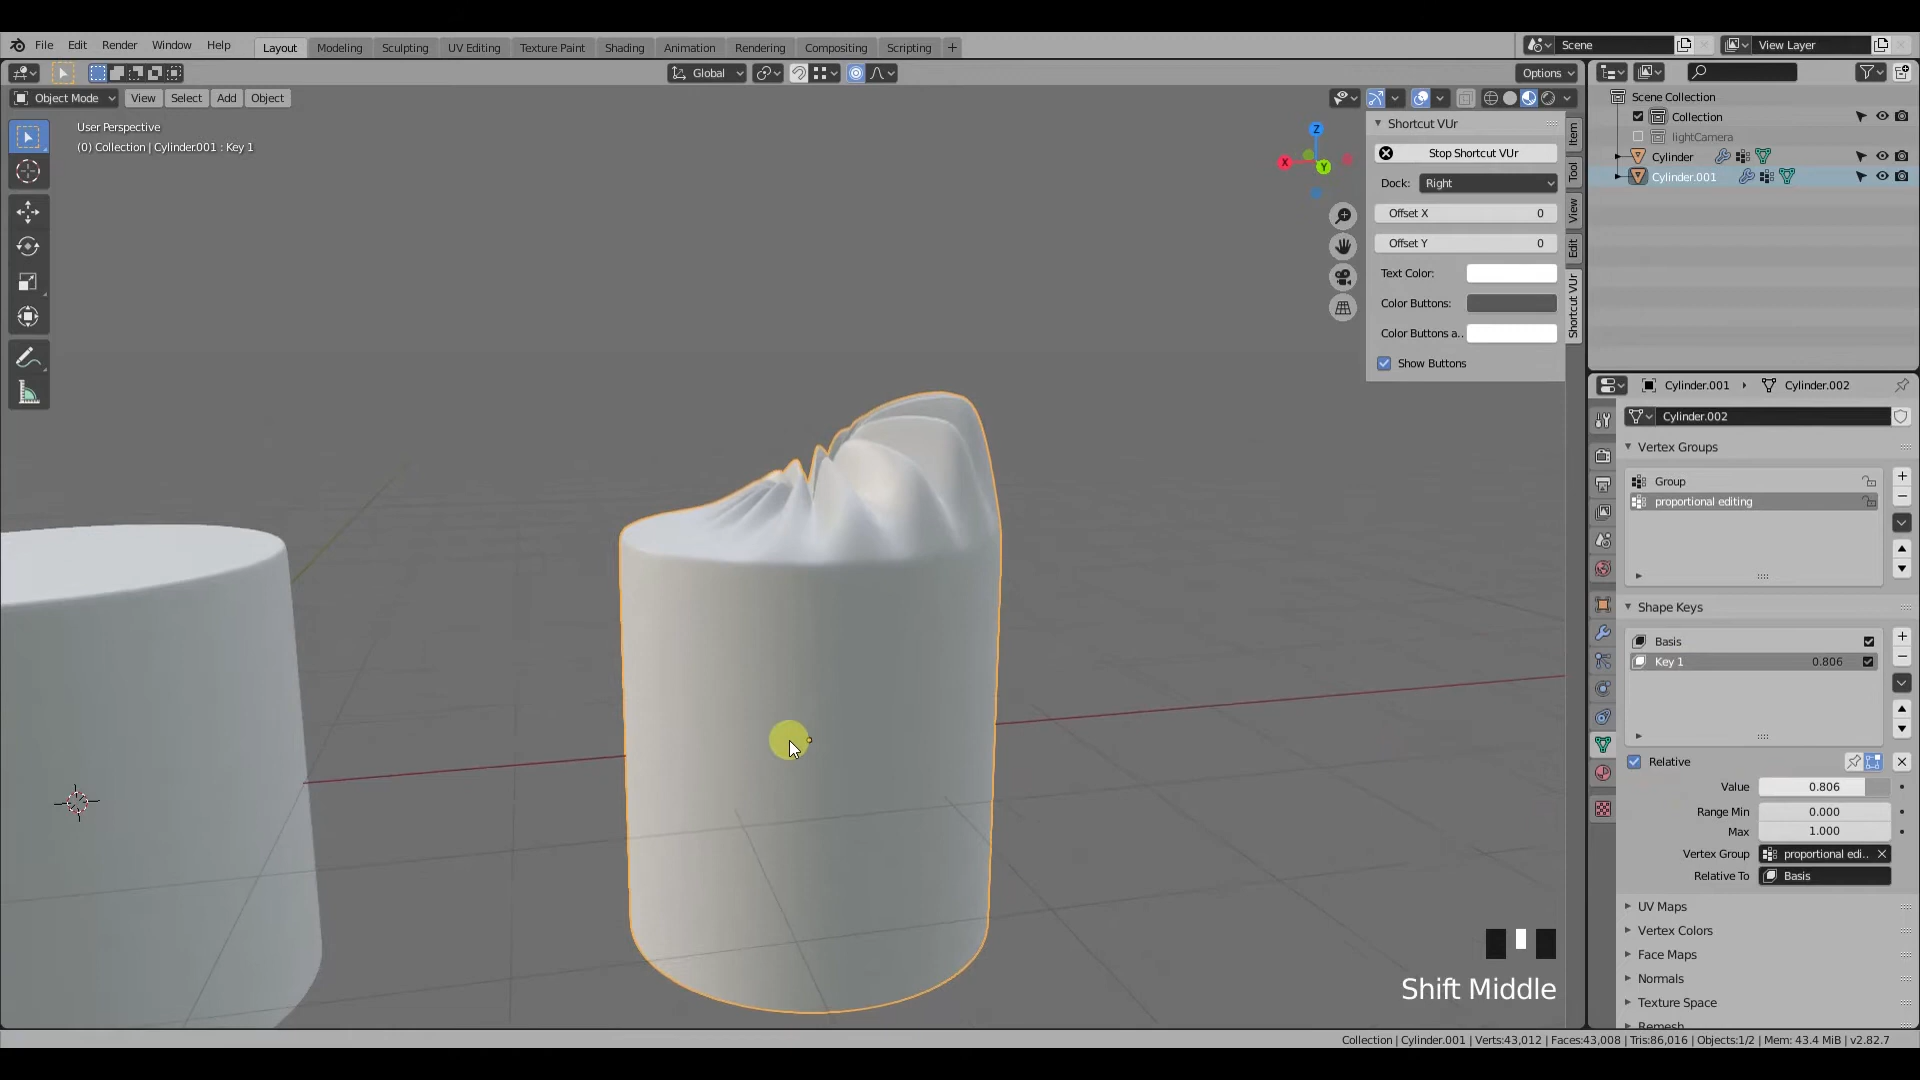 File Edit Render Window Help Layout Modeling Sculpting UV Editing Texture Paint Shading Animation Rendering Compositing Scripting + Scene View Layer
Global Options
Object Mode View Select Add Object
User Perspective
(0) Collection | Cylinder.001 : Key 1
Z
X
Y
Shortcut VUr
Stop Shortcut VUr
Dock: Right
Offset X 0
Offset Y 0
Text Color:
Color Buttons:
Color Buttons a..
Show Buttons
Item
Tool
View
Edit
Shortcut VUr
Scene Collection
Collection
lightCamera
Cylinder
Cylinder.001
Cylinder.001 Cylinder.002
Cylinder.002
Vertex Groups
Group
proportional editing
Shape Keys
Basis
Key 1 0.806
Relative
Value 0.806
Range Min 0.000
Max 1.000
Vertex Group proportional edi..
Relative To Basis
UV Maps
Vertex Colors
Face Maps
Normals
Texture Space
Remesh
Shift Middle
Collection | Cylinder.001 | Verts:43,012 | Faces:43,008 | Tris:86,016 | Objects:1/2 | Mem: 43.4 MiB | v2.82.7